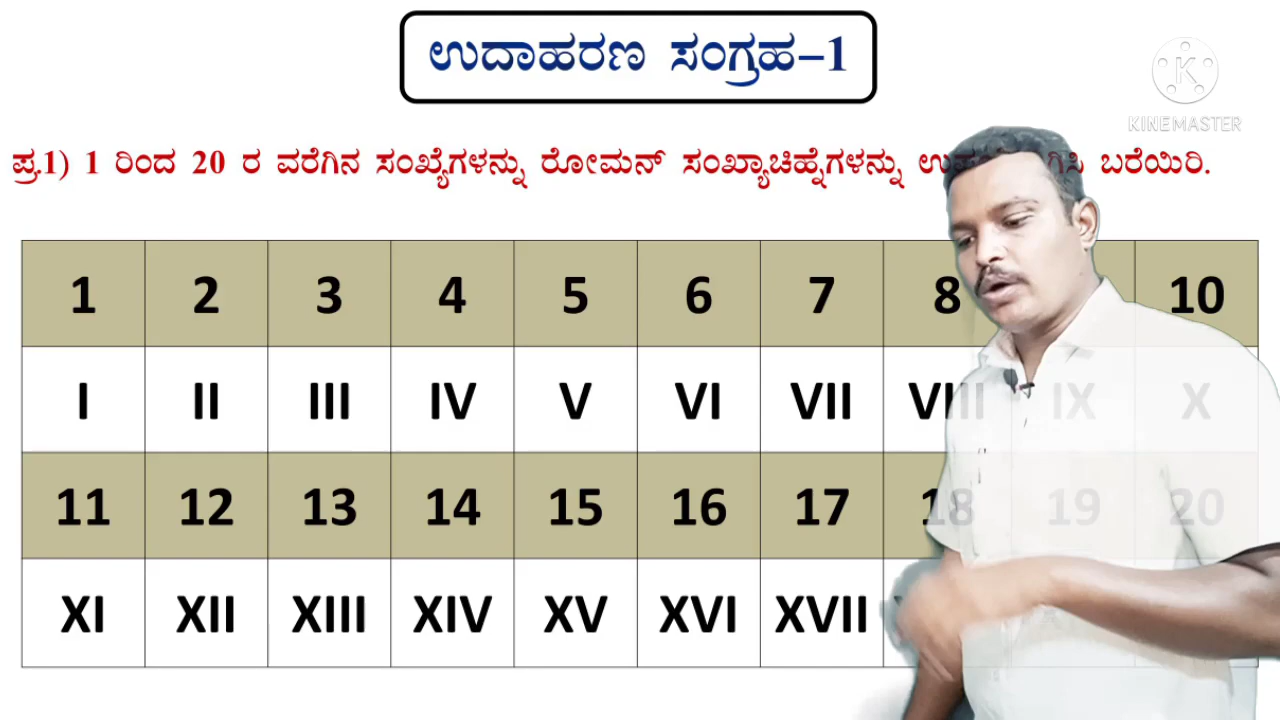 ಉದಾಹರಣ ಸಂಗ್ರಹ-1
K
KINEMASTER
ಪ್ರ.1) 1 ರಿಂದ 20 ರ ವರೆಗಿನ ಸಂಖ್ಯೆಗಳನ್ನು ರೋಮನ್ ಸಂಖ್ಯಾಚಿಹ್ನೆಗಳನ್ನು ಬರೆಯಿರಿ.
1 2 3 4 5 6 7 8 10
I II III IV V VI VII VIII IX X
11 12 13 14 15 16 17 18 19 20
XI XII XIII XIV XV XVI XVII